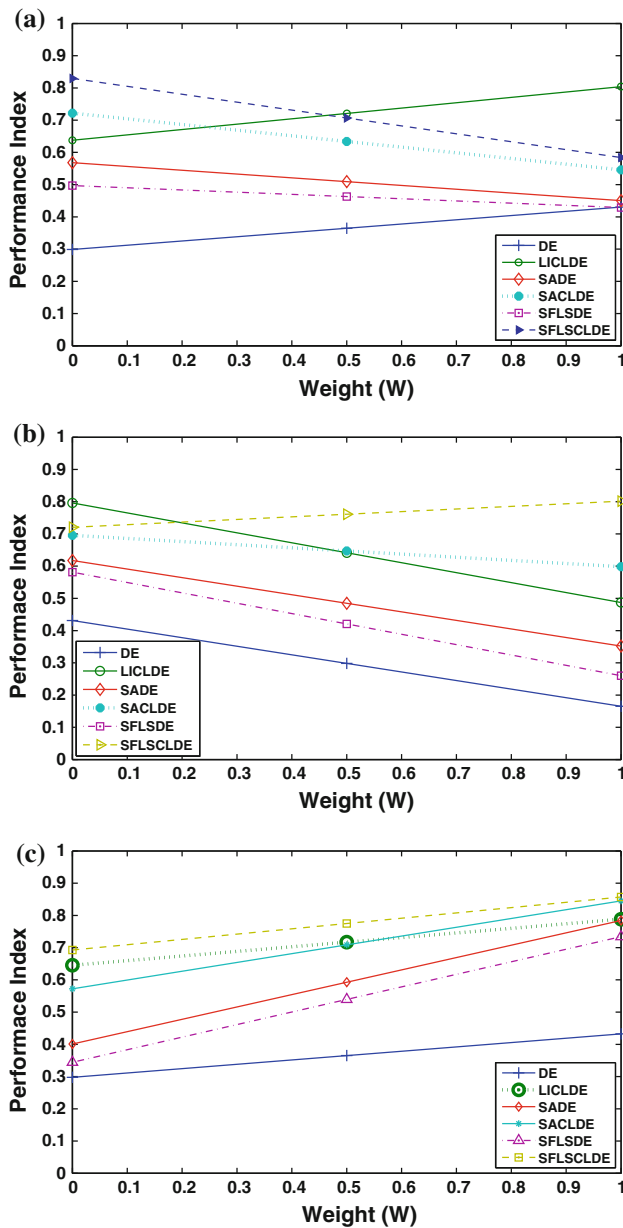 (a)
1
0.9
0.8
0.7
0.6
0.5
0.4
0.3
0.2
0.1
0
Performance Index
DE
LICLDE
SADE
SACLDE
SFLSDE
SFLSCLDE
0 0.1 0.2 0.3 0.4 0.5 0.6 0.7 0.8 0.9 1
Weight (W)
(b)
1
0.9
0.8
0.7
0.6
0.5
0.4
0.3
0.2
0.1
0
Performace Index
DE
LICLDE
SADE
SACLDE
SFLSDE
SFLSCLDE
0 0.1 0.2 0.3 0.4 0.5 0.6 0.7 0.8 0.9 1
Weight (W)
(c)
1
0.9
0.8
0.7
0.6
0.5
0.4
0.3
0.2
0.1
0
Performace Index
DE
LICLDE
SADE
SACLDE
SFLSDE
SFLSCLDE
0 0.1 0.2 0.3 0.4 0.5 0.6 0.7 0.8 0.9 1
Weight (W)